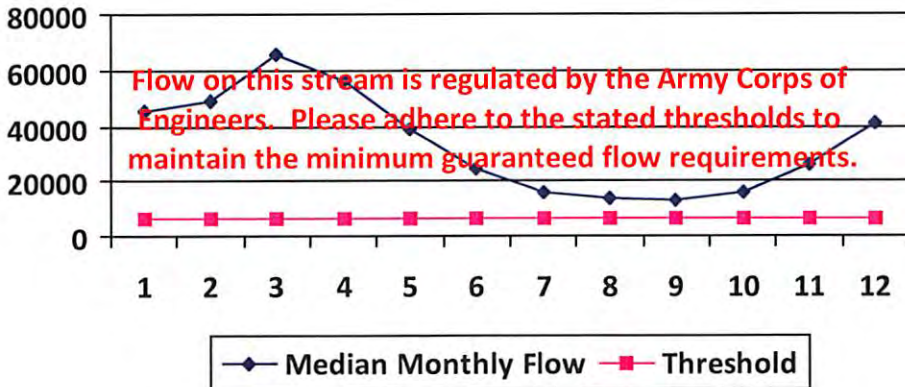 80000
60000
40000
20000
0
Flow on this stream is regulated by the Army Corps of
Engineers. Please adhere to the stated thresholds to
maintain the minimum guaranteed flow requirements.
1 2 3 4 5 6 7 8 9 10 11 12
Median Monthly Flow Threshold